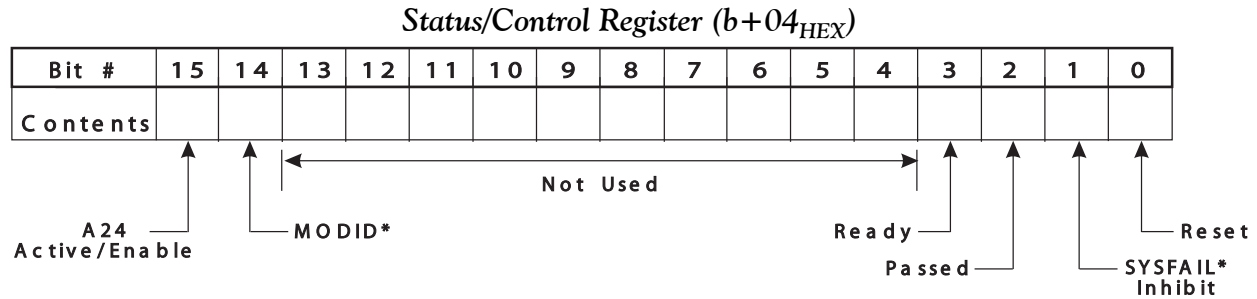 Status/Control Register (b+04HEX)
Bit # 15 14 13 12 11 10 9 8 7 6 5 4 3 2 1 0
Contents
Not Used
A24
Active/Enable
MODID*
Ready
Passed
Reset
SYSFAIL*
Inhibit